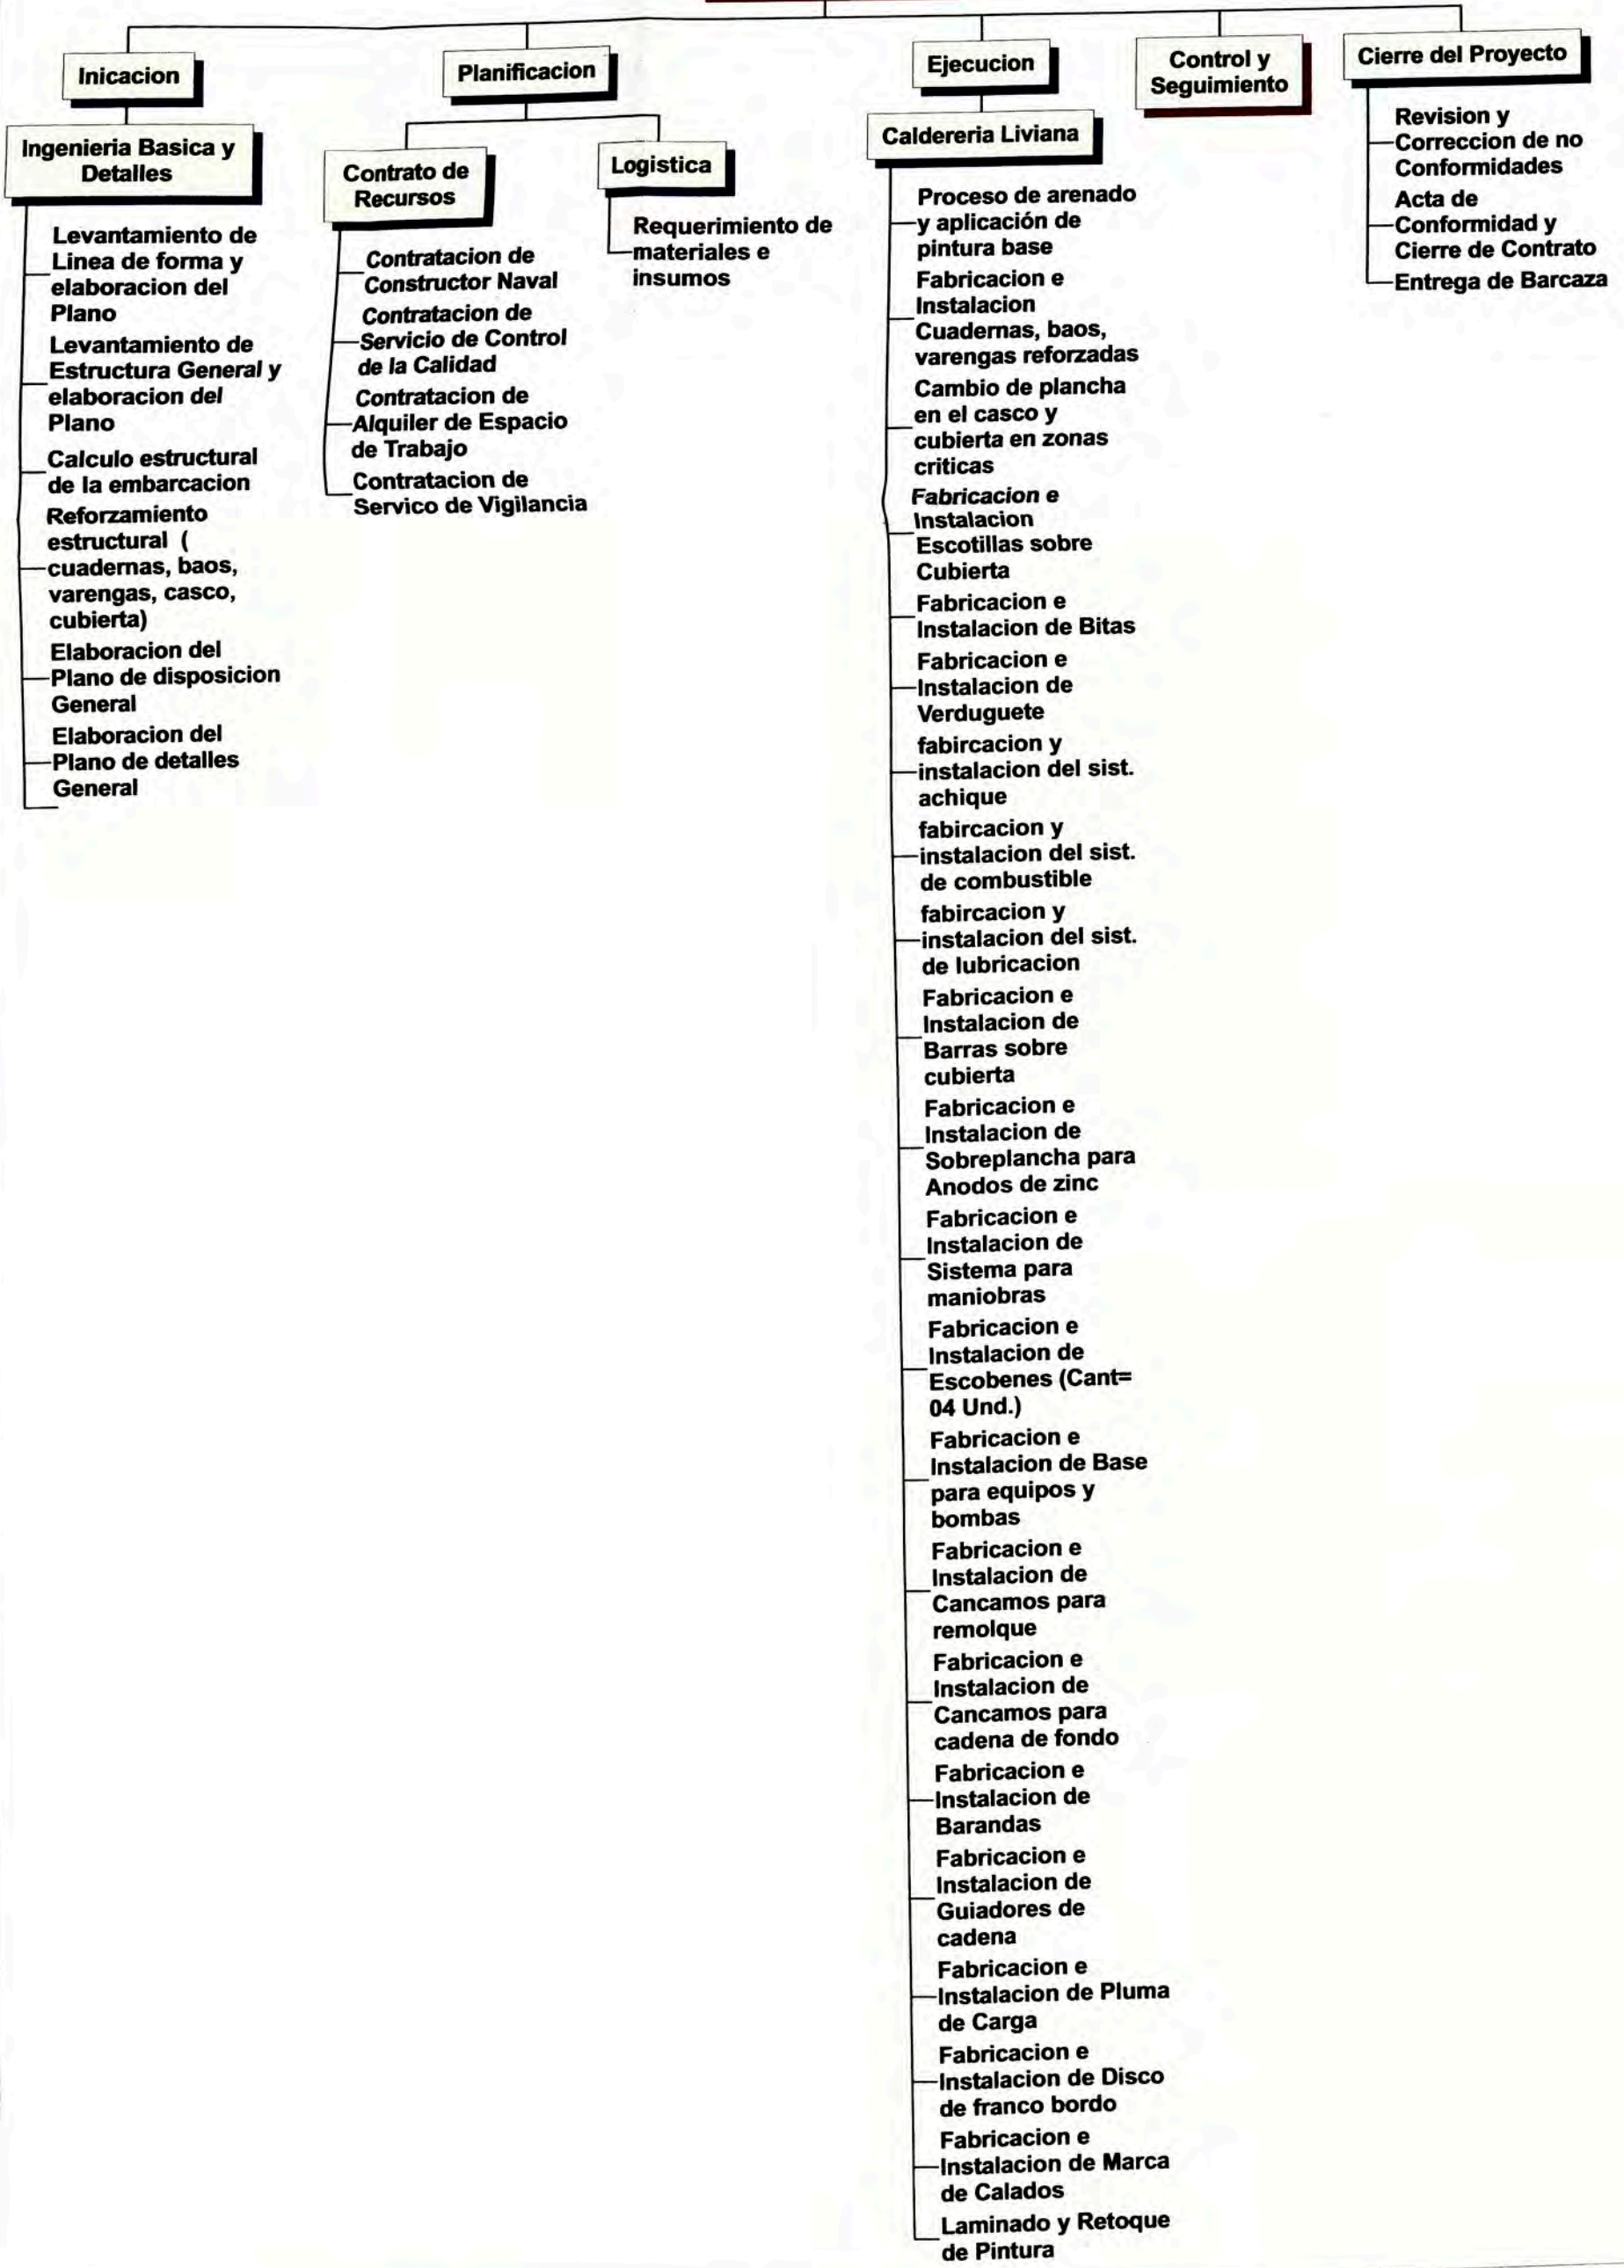 Inicacion
Ingenieria Basica y
Detalles
Levantamiento de
Linea de forma y
elaboracion del
Plano
Levantamiento de
Estructura General y
elaboracion del
Plano
Calculo estructural
de la embarcacion
Reforzamiento
estructural (
cuadernas, baos,
varengas, casco,
cubierta)
Elaboracion del
Plano de disposicion
General
Elaboracion del
Plano de detalles
General
Planificacion
Contrato de
Recursos
Contratacion de
Constructor Naval
Contratacion de
Servicio de Control
de la Calidad
Contratacion de
Alquiler de Espacio
de Trabajo
Contratacion de
Servico de Vigilancia
Logistica
Requerimiento de
materiales e
insumos
Ejecucion
Caldereria Liviana
Proceso de arenado
y aplicación de
pintura base
Fabricacion e
Instalacion
Cuadernas, baos,
varengas reforzadas
Cambio de plancha
en el casco y
cubierta en zonas
criticas
Fabricacion e
Instalacion
Escotillas sobre
Cubierta
Fabricacion e
Instalacion de Bitas
Fabricacion e
Instalacion de
Verduguete
fabircacion y
instalacion del sist.
achique
fabircacion y
instalacion del sist.
de combustible
fabircacion y
instalacion del sist.
de lubricacion
Fabricacion e
Instalacion de
Barras sobre
cubierta
Fabricacion e
Instalacion de
Sobreplancha para
Anodos de zinc
Fabricacion e
Instalacion de
Sistema para
maniobras
Fabricacion e
Instalacion de
Escobenes (Cant=
04 Und.)
Fabricacion e
Instalacion de Base
para equipos y
bombas
Fabricacion e
Instalacion de
Cancamos para
remolque
Fabricacion e
Instalacion de
Cancamos para
cadena de fondo
Fabricacion e
Instalacion de
Barandas
Fabricacion e
Instalacion de
Guiadores de
cadena
Fabricacion e
Instalacion de Pluma
de Carga
Fabricacion e
Instalacion de Disco
de franco bordo
Fabricacion e
Instalacion de Marca
de Calados
Laminado y Retoque
de Pintura
Control y
Seguimiento
Cierre del Proyecto
Revision y
Correccion de no
Conformidades
Acta de
Conformidad y
Cierre de Contrato
Entrega de Barcaza